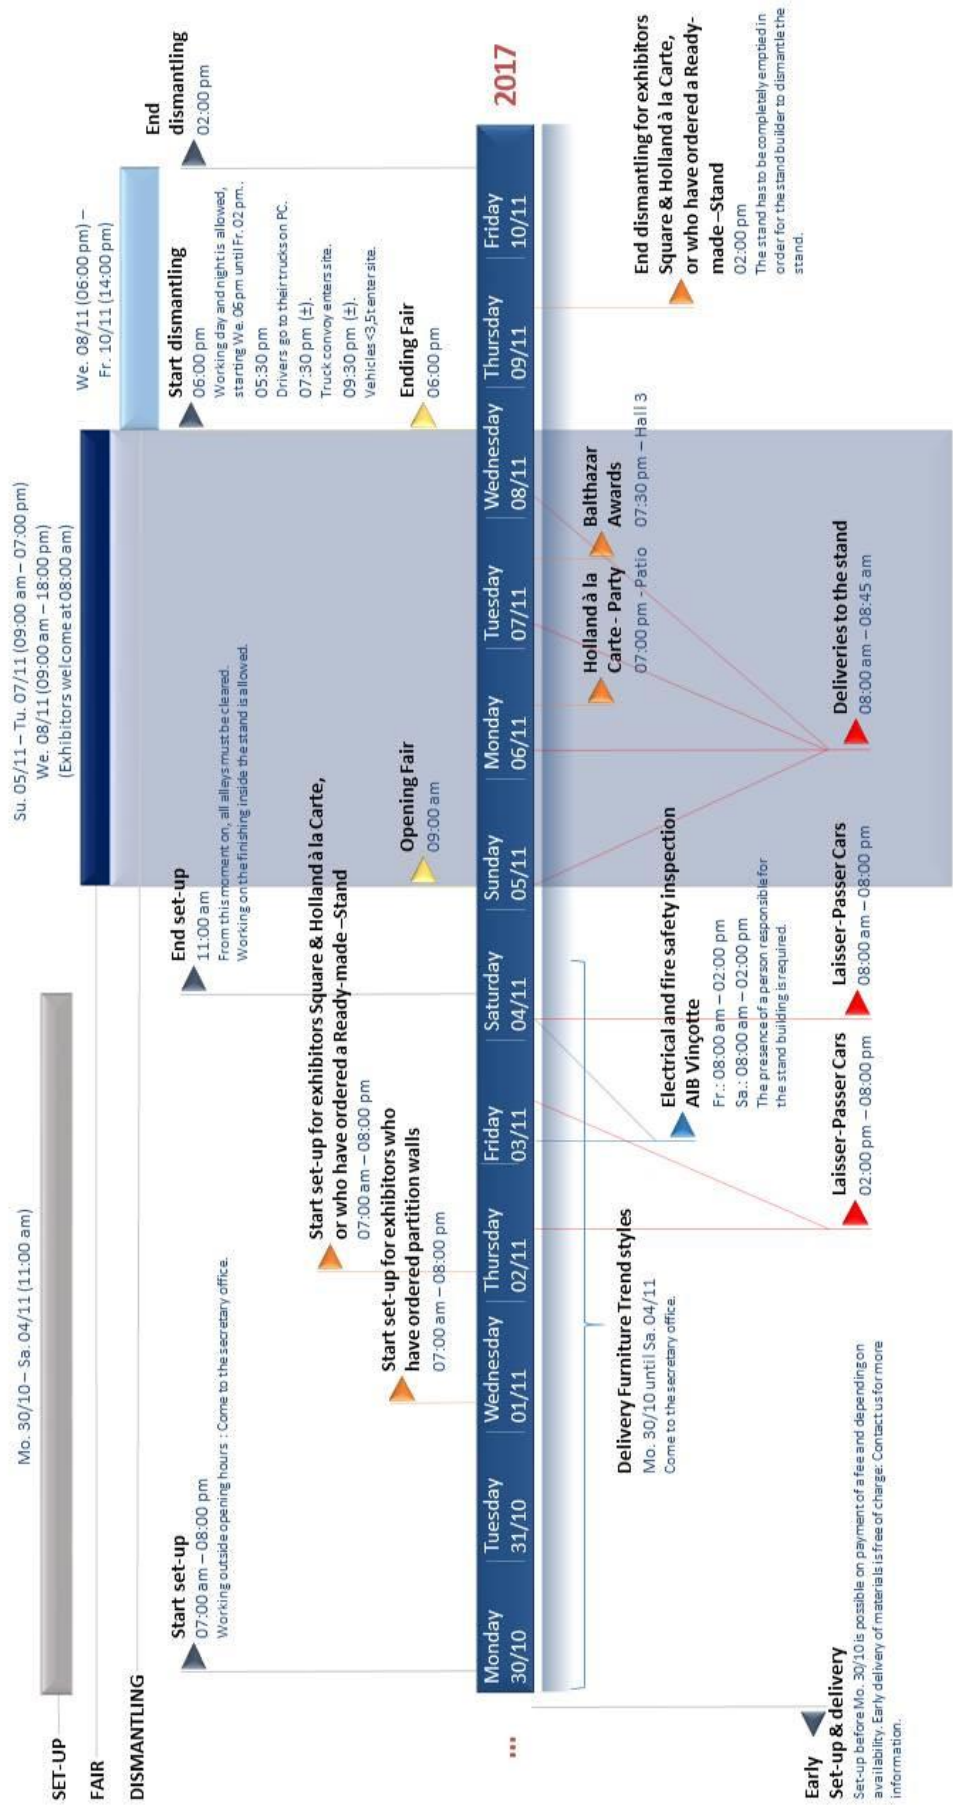 Mo. 30/10 – Sa. 04/11 (11:00 am)
SET-UP
Su. 05/11 – Tu. 07/11 (09:00 am – 07:00 pm)
We. 08/11 (09:00 am – 18:00 pm)
(Exhibitors welcome at 08:00 am)
FAIR
We. 08/11 (06:00 pm) –
Fr. 10/11 (14:00 pm)
DISMANTLING
Start set-up
07:00 am – 08:00 pm
Working outside opening hours : Come to the secretary office.
End set-up
11:00 am
From this moment on, all alleys must be cleared.
Working on the finishing inside the stand is allowed.
Start dismantling
06:00 pm
Working day and night is allowed,
starting We. 06 pm until Fr. 02 pm..
05:30 pm
Drivers go to their trucks on PC.
07:30 pm (±).
Truck convoy enters site.
09:30 pm (±).
Vehicles <3,5t enter site.
End
dismantling
02:00 pm
Start set-up for exhibitors Square & Holland à la Carte,
or who have ordered a Ready-made –Stand
07:00 am – 08:00 pm
Start set-up for exhibitors who
have ordered partition walls
07:00 am – 08:00 pm
Opening Fair
09:00 am
Ending Fair
06:00 pm
...
Monday
30/10
Tuesday
31/10
Wednesday
01/11
Thursday
02/11
Friday
03/11
Saturday
04/11
Sunday
05/11
Monday
06/11
Tuesday
07/11
Wednesday
08/11
Thursday
09/11
Friday
10/11
2017
Delivery Furniture Trend styles
Mo. 30/10 until Sa. 04/11
Come to the secretary office.
Electrical and fire safety inspection
AIB Vinçotte
Fr.: 08:00 am – 02:00 pm
Sa.: 08:00 am – 02:00 pm
The presence of a person responsible for
the stand building is required.
Holland à la
Carte - Party
07:00 pm - Patio
Balthazar
Awards
07:30 pm – Hall 3
End dismantling for exhibitors
Square & Holland à la Carte,
or who have ordered a Ready-
made –Stand
02:00 pm
The stand has to be completely emptied in
order for the standbuilder to dismantle the
stand.
Early
Set-up & delivery
Set-up before Mo. 30/10 is possible on payment of a fee and depending on
availability. Early delivery of materials is free of charge: Contact us for more
information.
Laisser-Passer Cars
02:00 pm – 08:00 pm
Laisser-Passer Cars
08:00 am – 08:00 pm
Deliveries to the stand
08:00 am – 08:45 am